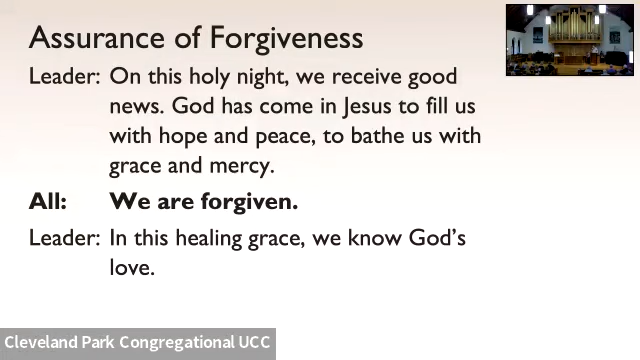 Assurance of Forgiveness
Leader: On this holy night, we receive good
news. God has come in Jesus to fill us
with hope and peace, to bathe us with
grace and mercy.
All: We are forgiven.
Leader: In this healing grace, we know God's
love.
Cleveland Park Congregational UCC